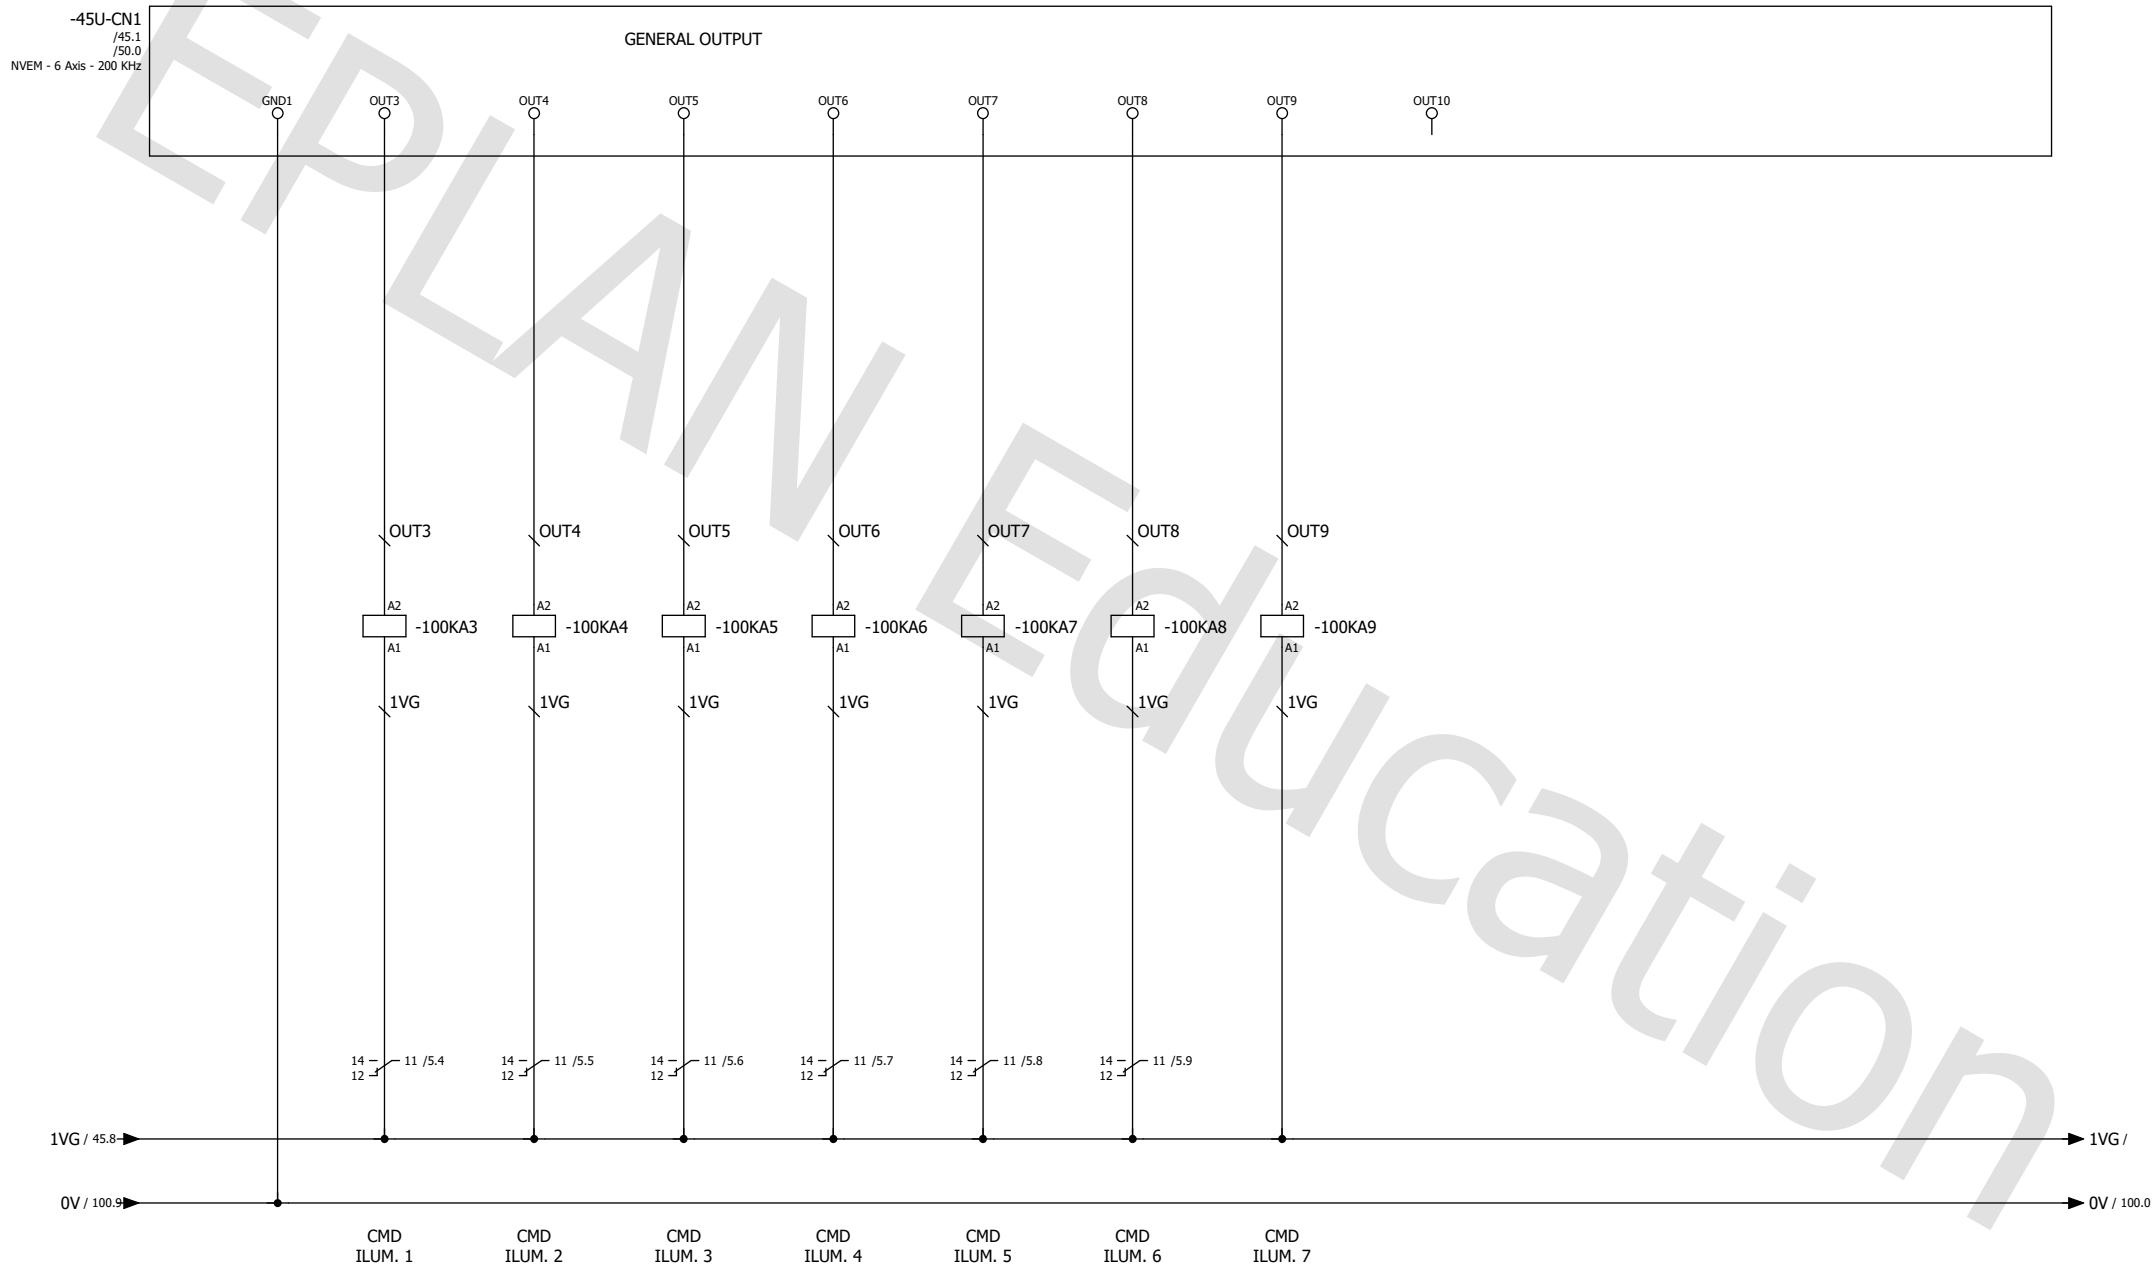 -45U-CN1
/45.1
/50.0
NVEM - 6 Axis - 200 KHz
GENERAL OUTPUT
GND1 OUT3 OUT4 OUT5 OUT6 OUT7 OUT8 OUT9 OUT10
OUT3 OUT4 OUT5 OUT6 OUT7 OUT8 OUT9
A2 A2 A2 A2 A2 A2 A2
-100KA3 -100KA4 -100KA5 -100KA6 -100KA7 -100KA8 -100KA9
A1 A1 A1 A1 A1 A1 A1
1VG 1VG 1VG 1VG 1VG 1VG 1VG
14 11 /5.4 14 11 /5.5 14 11 /5.6 14 11 /5.7 14 11 /5.8 14 11 /5.9
12 12 12 12 12 12
1VG / 45.8 1VG /
0V / 100.9 0V / 100.0
CMD CMD CMD CMD CMD CMD CMD
ILUM. 1 ILUM. 2 ILUM. 3 ILUM. 4 ILUM. 5 ILUM. 6 ILUM. 7
EPLAN Education